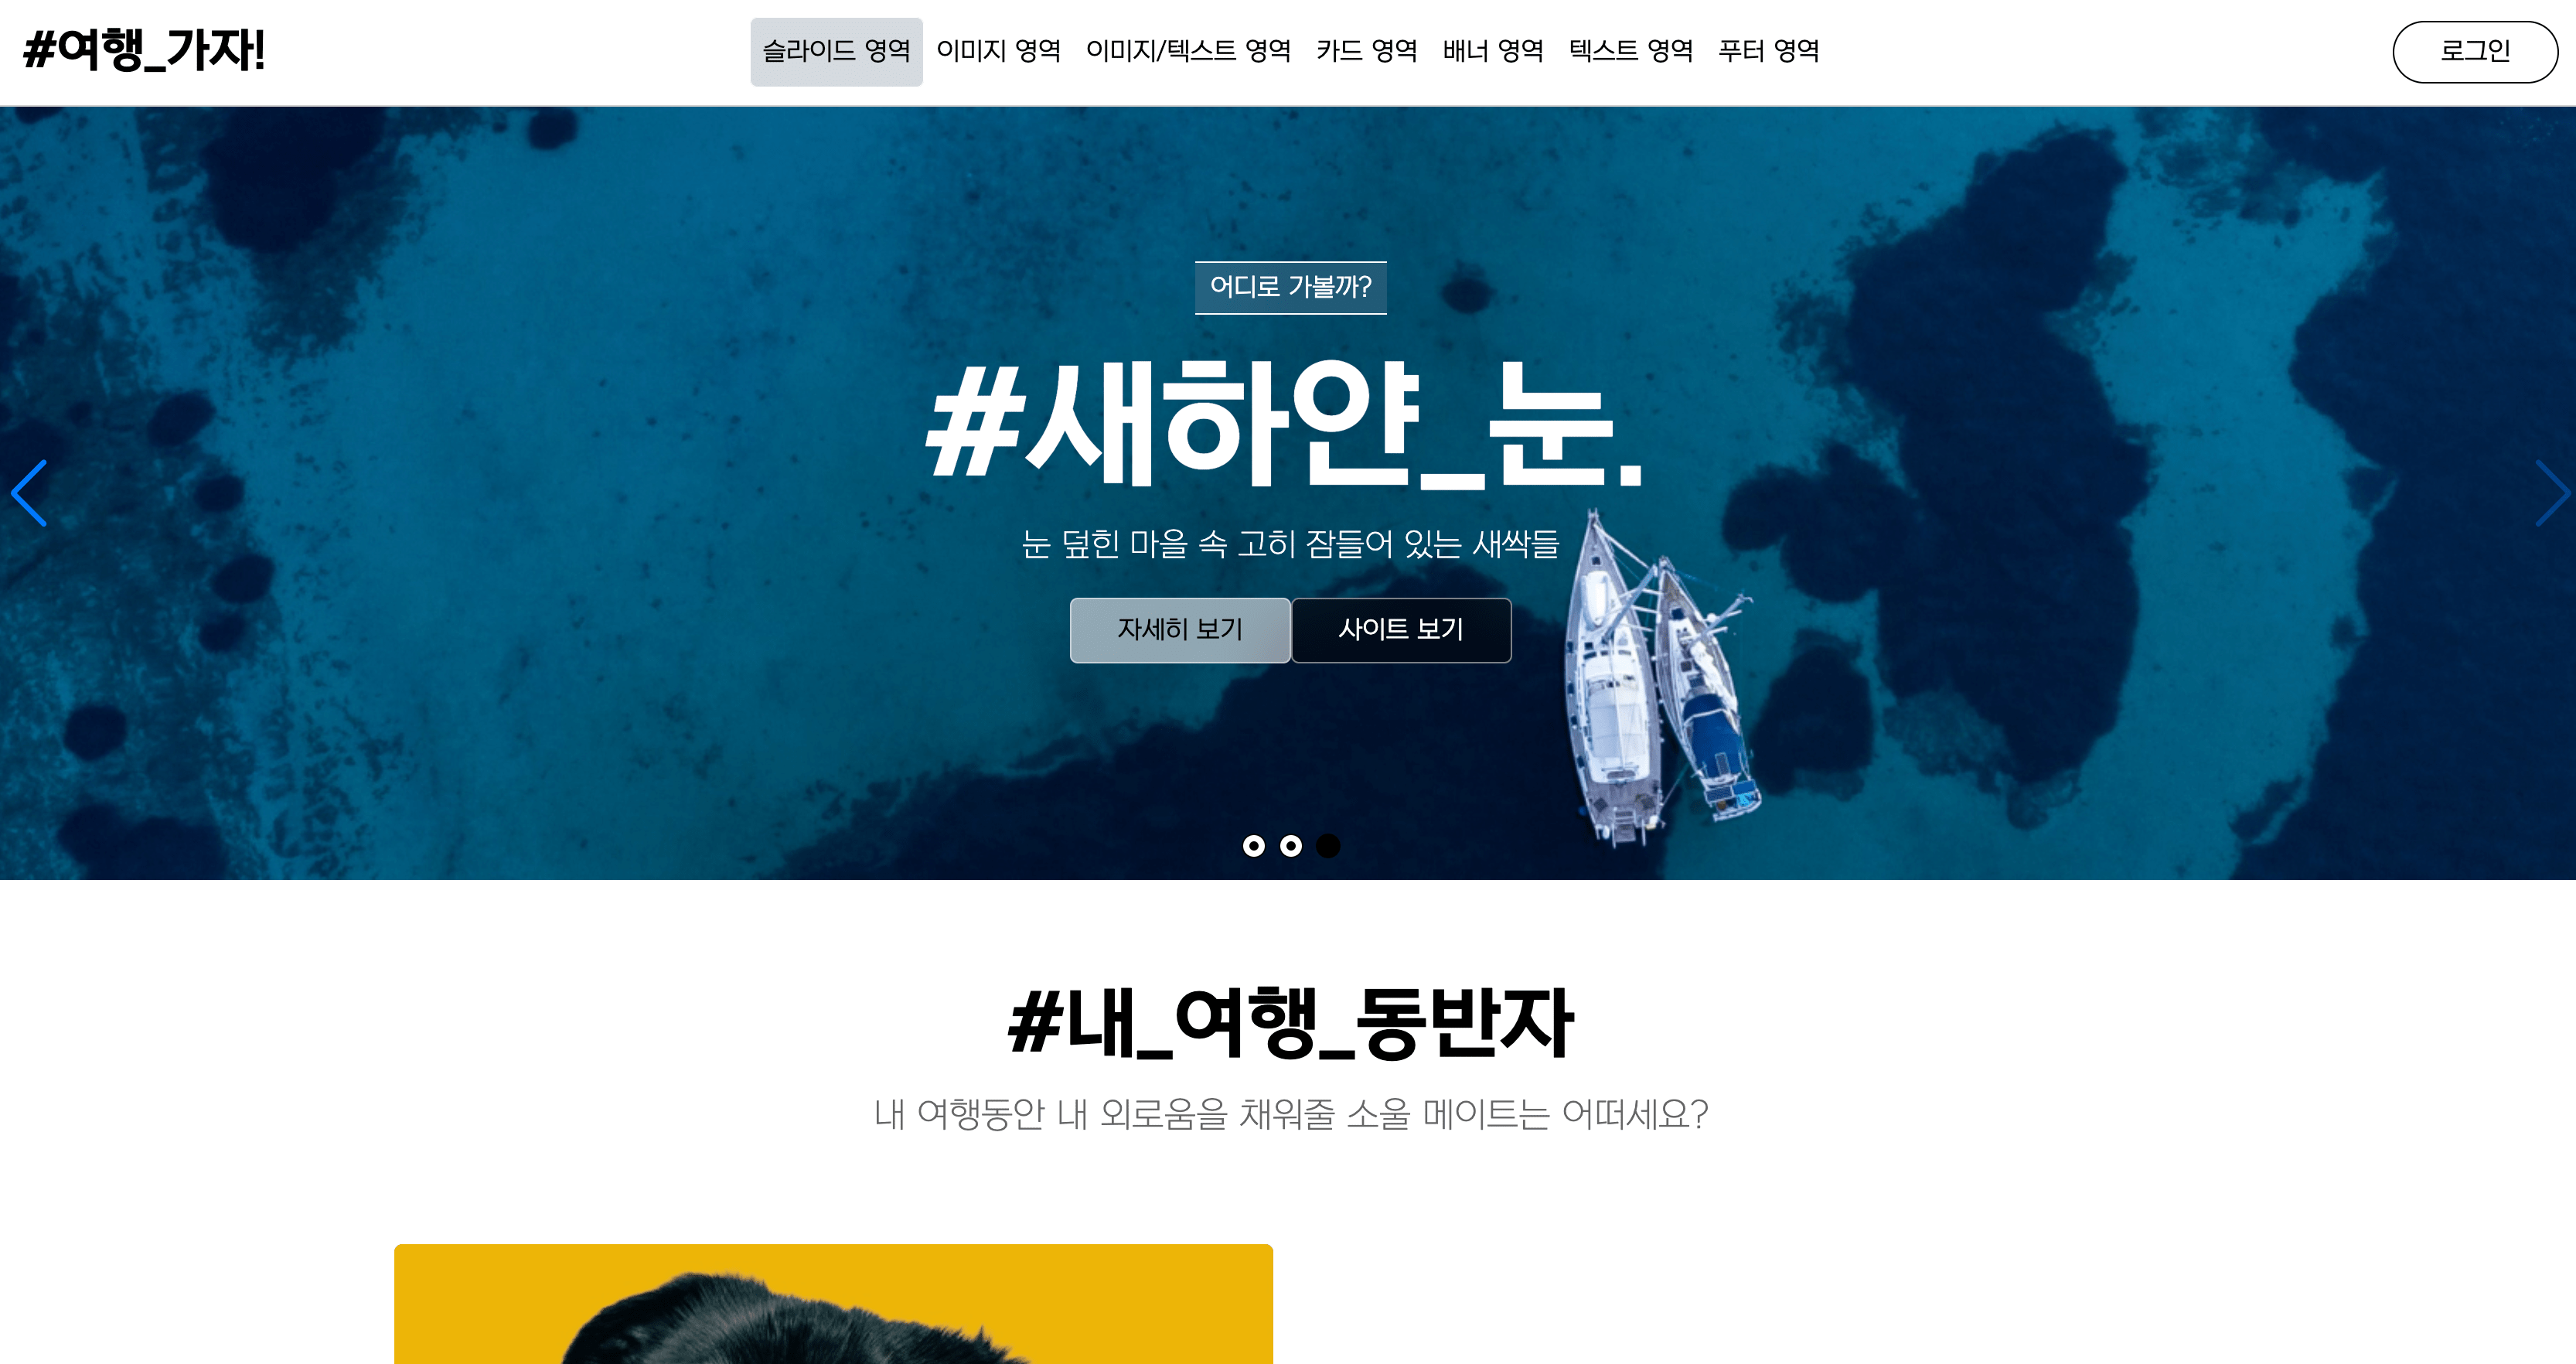 #여행_가자!
슬라이드 영역 이미지 영역 이미지/텍스트 영역 카드 영역 배너 영역 텍스트 영역 푸터 영역
로그인
어디로 가볼까?
#새하얀_눈.
눈 덮힌 마을 속 고히 잠들어 있는 새싹들
자세히 보기 사이트 보기
#내_여행_동반자
내 여행동안 내 외로움을 채워줄 소울 메이트는 어떠세요?